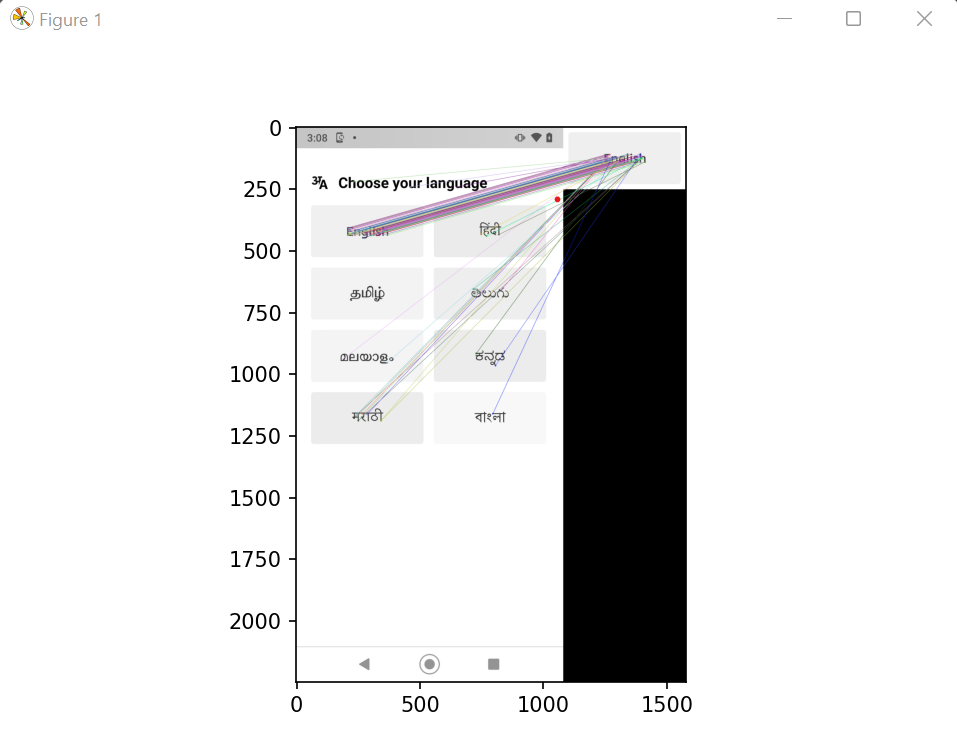 Figure 1
0
250
500
750
1000
1250
1500
1750
2000
3:08
Choose your language
English
हिंदी
தமிழ்
తెలుగు
മലയാളം
ಕನ್ನಡ
मराठी
বাংলা
English
0
500
1000
1500